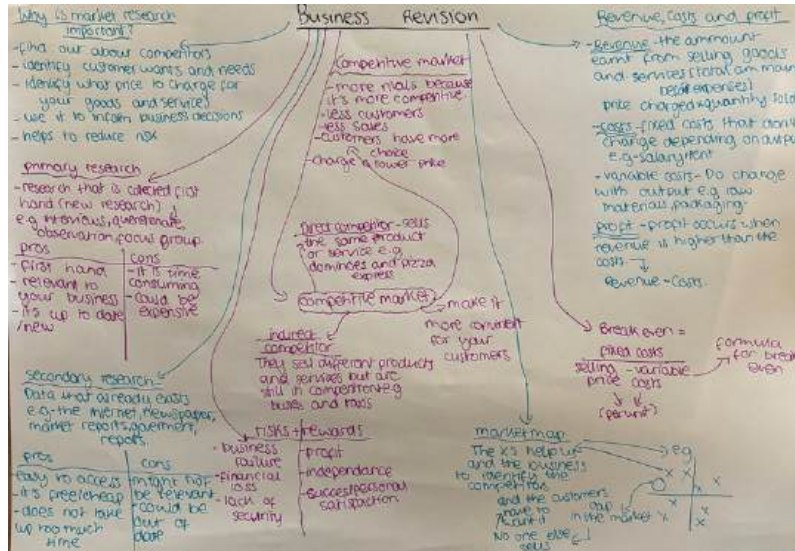 Business Revision
Why is market research
important?
- find out about competitors
- identify customer wants and needs
- identify what price to charge for
your goods and services
- use it to inform business decisions
- helps to reduce risk
primary research
- research that is collected first
hand (new research)
e.g interviews,
observation, focus group.
pros
- first hand
- relevant to
your business
- it's up to date
/new
cons
- it is time
consuming
- could be
expensive
secondary research-
Data that already exists
e.g-the internet, newspaper,
market reports,
reports.
pros
easy to access
- it's free/cheap
- does not take
up too much
time
cons
- might not
be relevant
- could be
out of
date
Competitive market
- more rivals because
it's more competitive.
- less customers
- less sales
- customers have more
choice
- charge a lower price
Direct competitor - sells
the same product
or service e.g.
dominoes and pizza
express
competitive market
make it
more convenient
for your
customers
indirect
competitor
They sell different products
and services but are
still in competition e.g
buses and taxis
risks + rewards
- business
failure
- financial
loss
- lack of
security
- profit
- independance
- success/personal
satisfaction
Revenue, costs and profit
- Revenue - the ammount
earnt from selling goods
and services (total ammount
before expenses)
price charged x quantity sold
- costs - fixed costs that don't
change depending on output
e.g-salary/rent
- variable costs - Do change
with output e.g raw
materials, packaging.
profit - profit occurs when
revenue is higher than the
costs
Revenue - costs.
Break even =
fixed costs
selling - variable
price costs
(per unit)
formula
for break
even
market map
The X's help us
and the business
to identify the
competitors
and the customers
have to
want it
gap
in the market
No one else
sells
e.g
x x
x x
x x
x